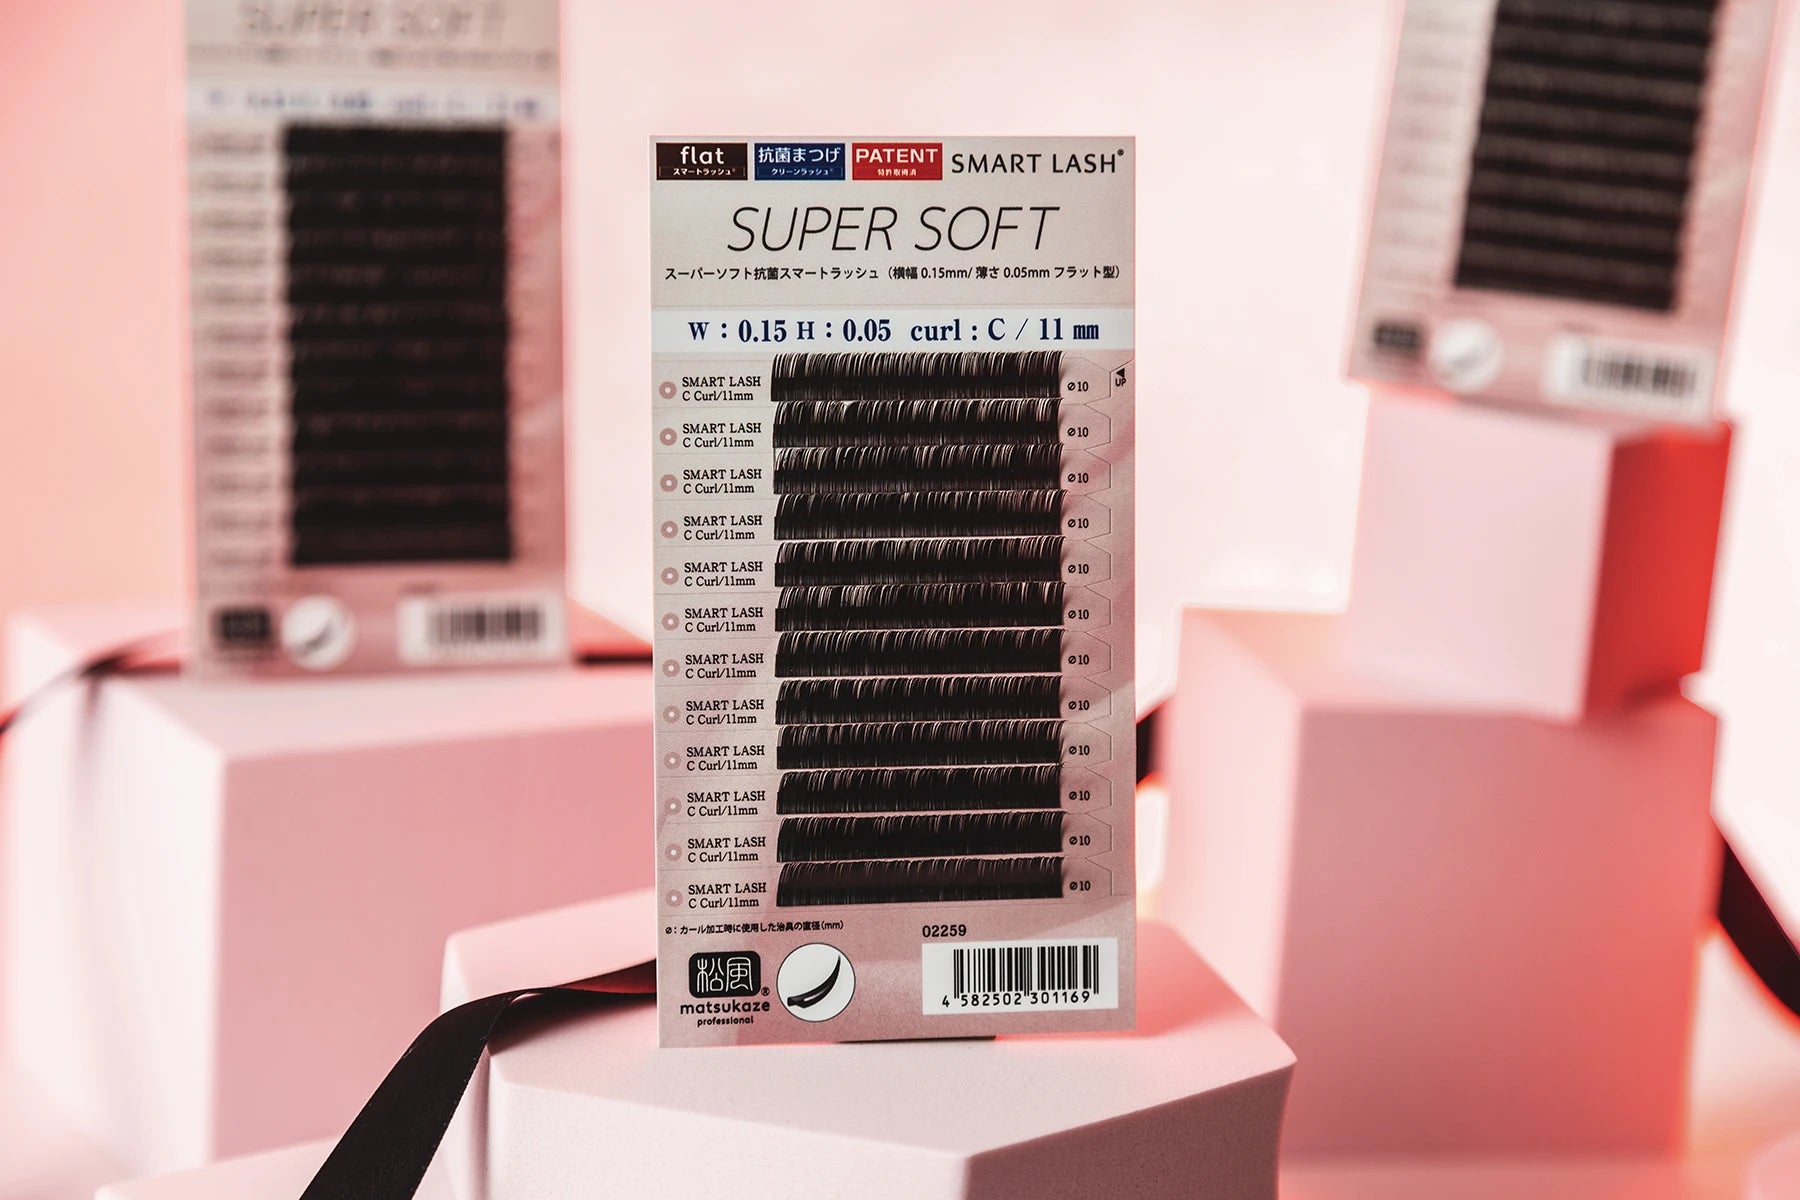 SUPER SOFT
flat
スマートラッシュ®
抗菌まつげ
クリーンラッシュ®
PATENT
特許取得済
SMART LASH®
SUPER SOFT
スーパーソフト抗菌スマートラッシュ（横幅 0.15mm/ 薄さ 0.05mm フラット型）
W：0.15 H：0.05 curl : C / 11 mm
UP
SMART LASH
C Curl/11mm
⌀10
SMART LASH
C Curl/11mm
⌀10
SMART LASH
C Curl/11mm
⌀10
SMART LASH
C Curl/11mm
⌀10
SMART LASH
C Curl/11mm
⌀10
SMART LASH
C Curl/11mm
⌀10
SMART LASH
C Curl/11mm
⌀10
SMART LASH
C Curl/11mm
⌀10
SMART LASH
C Curl/11mm
⌀10
SMART LASH
C Curl/11mm
⌀10
SMART LASH
C Curl/11mm
⌀10
SMART LASH
C Curl/11mm
⌀10
⌀：カール加工時に使用した治具の直径(mm)
02259
松風®
matsukaze
professional
4 582502 301169